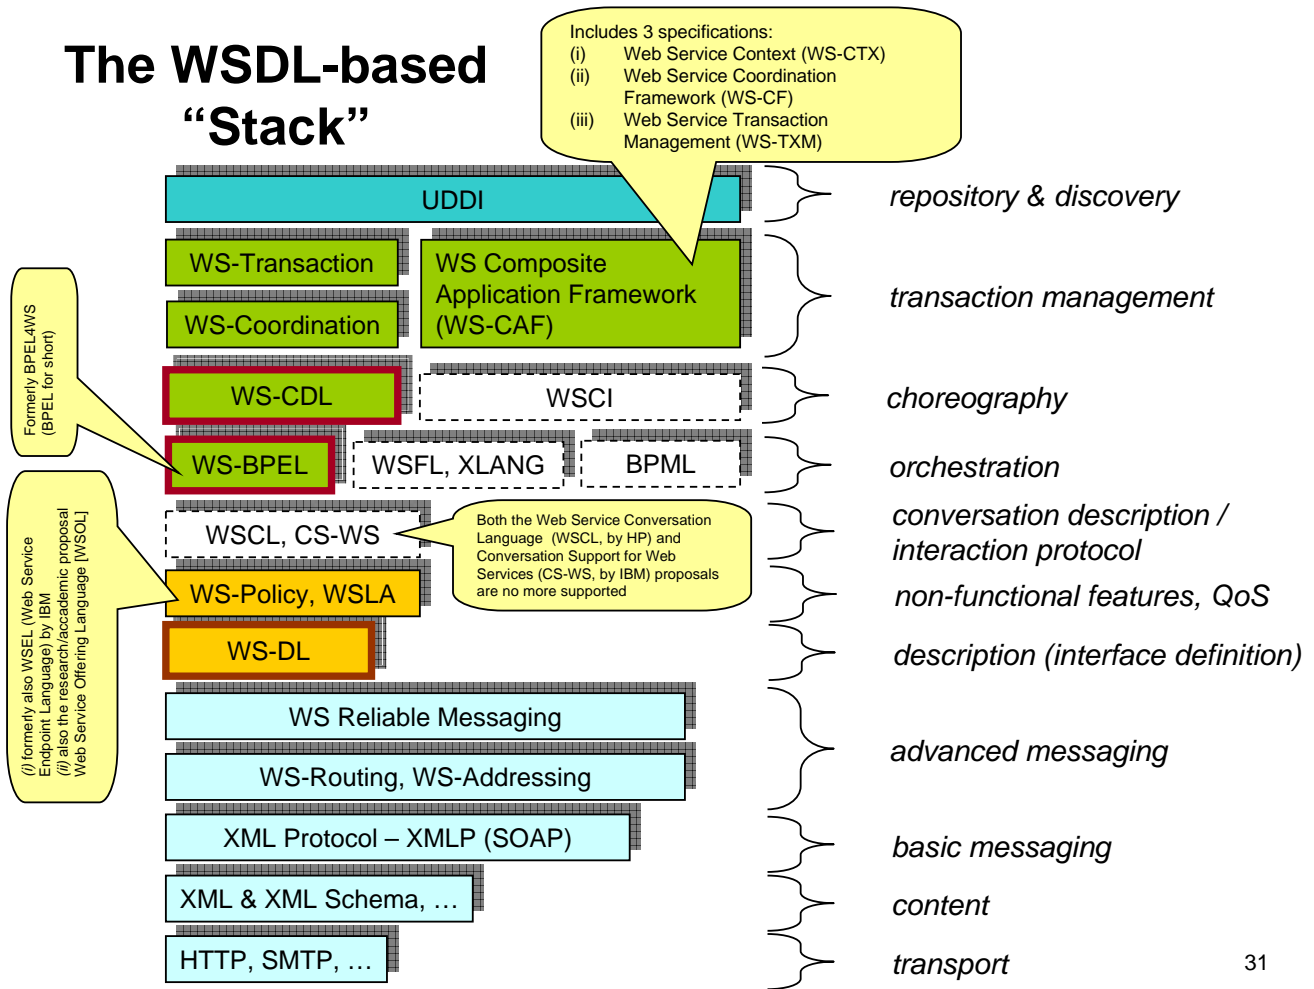 The WSDL-based
“Stack”
Includes 3 specifications:
(i) Web Service Context (WS-CTX)
(ii) Web Service Coordination
Framework (WS-CF)
(iii) Web Service Transaction
Management (WS-TXM)
UDDI
repository & discovery
WS-Transaction
WS-Coordination
WS Composite
Application Framework
(WS-CAF)
transaction management
Formerly BPEL4WS
(BPEL for short)
WS-CDL
WSCI
choreography
WS-BPEL
WSFL, XLANG
BPML
orchestration
WSCL, CS-WS
Both the Web Service Conversation
Language (WSCL, by HP) and
Conversation Support for Web
Services (CS-WS, by IBM) proposals
are no more supported
conversation description /
interaction protocol
(i) formerly also WSEL (Web Service
Endpoint Language) by IBM
(ii) also the research/accademic proposal
Web Service Offering Language [WSOL]
WS-Policy, WSLA
non-functional features, QoS
WS-DL
description (interface definition)
WS Reliable Messaging
WS-Routing, WS-Addressing
advanced messaging
XML Protocol – XMLP (SOAP)
basic messaging
XML & XML Schema, …
content
HTTP, SMTP, …
transport
31